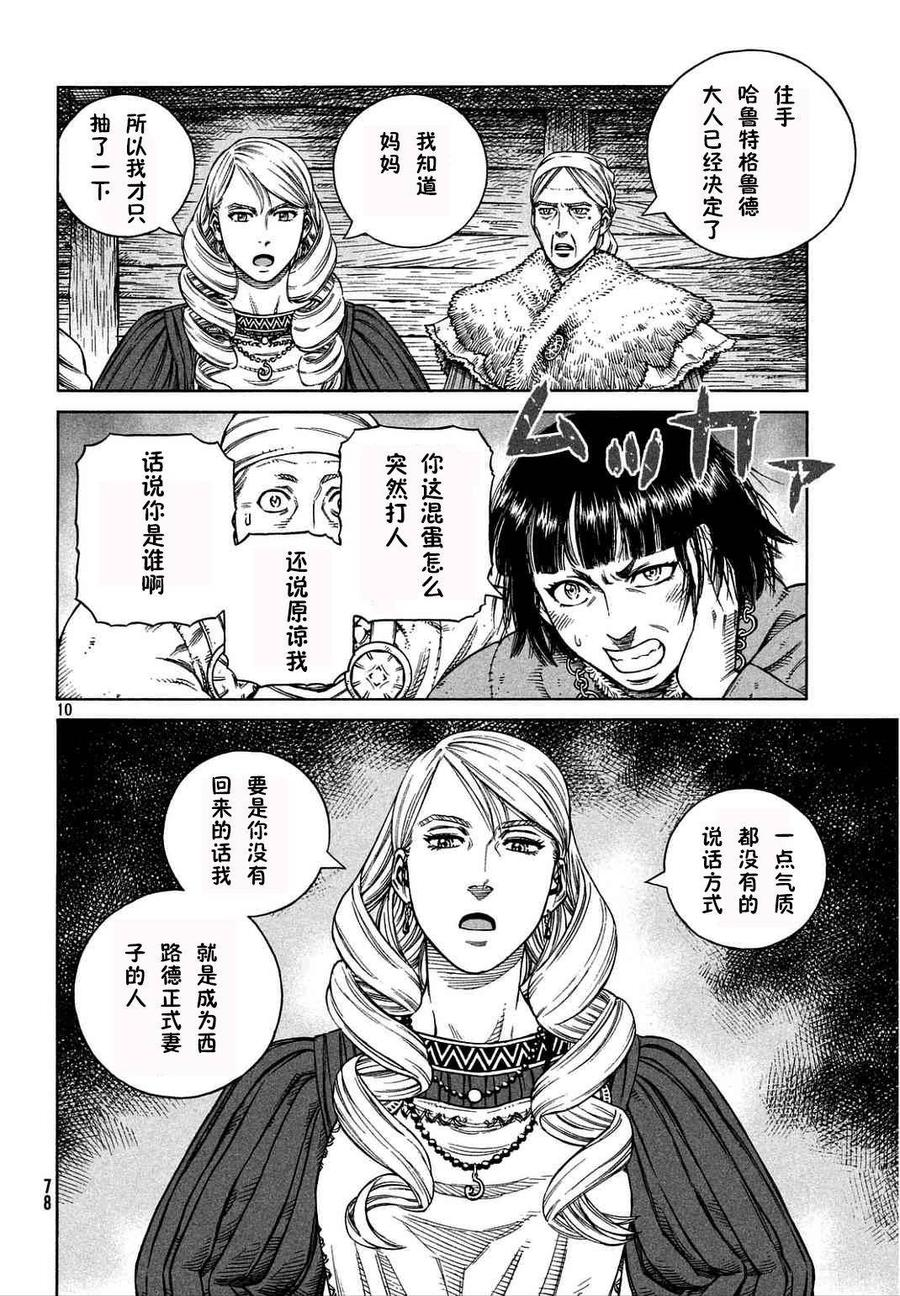 住手
哈鲁特格鲁德
大人已经决定了
我知道
妈妈
所以我才只
抽了一下
ムッカァ
你这混蛋怎么
突然打人
还说原谅我
话说你是谁啊
10
一点气质
都没有的
说话方式
要是你没有
回来的话我
就是成为西
路德正式妻
子的人
78